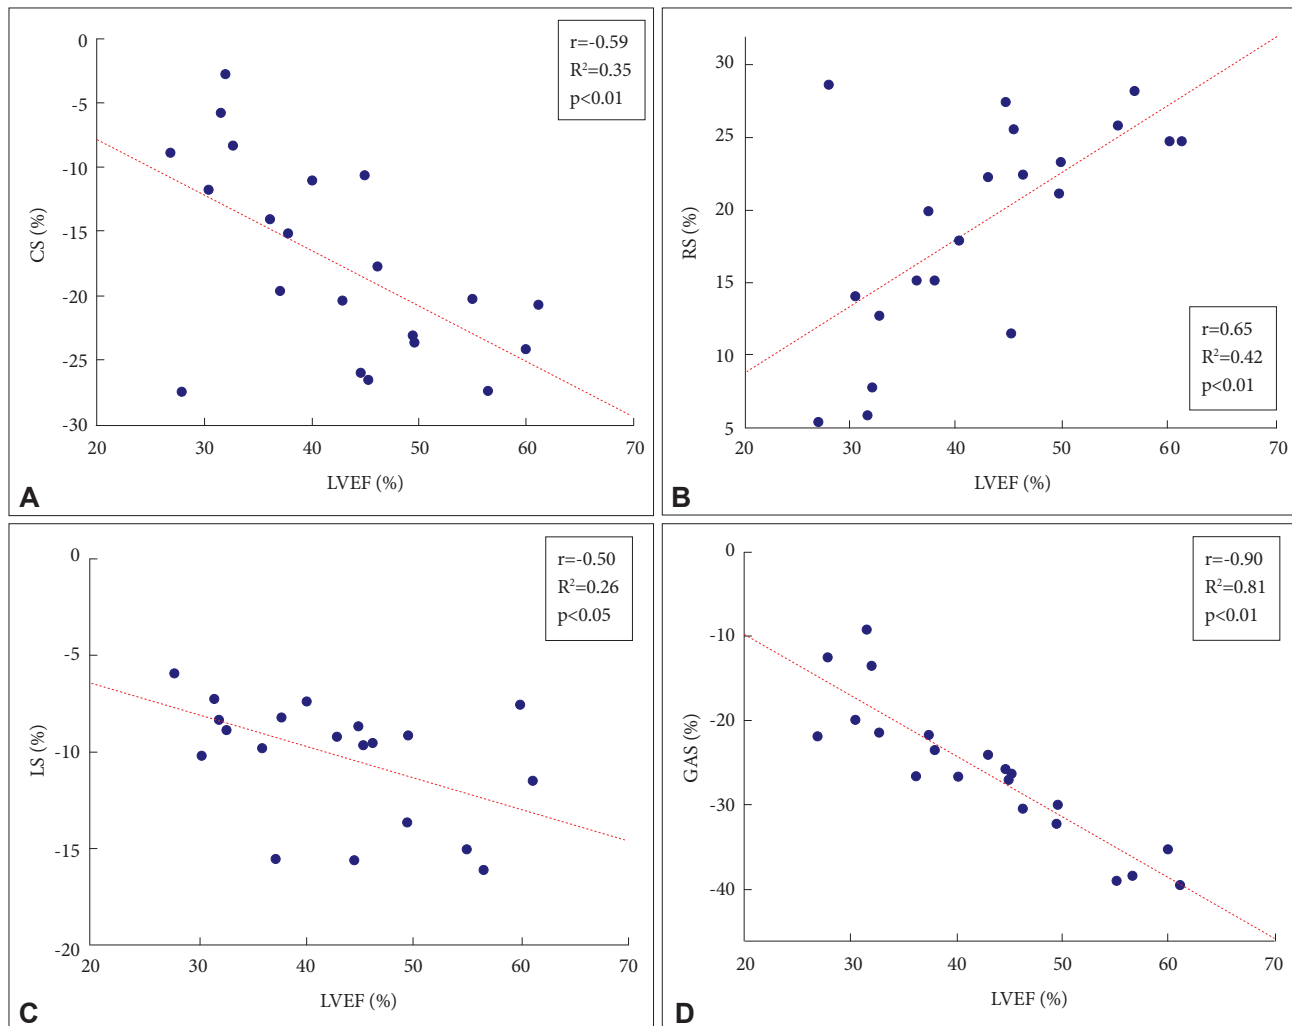 0
-5
-10
-15
-20
-25
-30
CS (%)
20 30 40 50 60 70
LVEF (%)
r=-0.59
R²=0.35
p<0.01
A
30
25
20
15
10
5
RS (%)
20 30 40 50 60 70
LVEF (%)
r=0.65
R²=0.42
p<0.01
B
0
-5
-10
-15
-20
LS (%)
20 30 40 50 60 70
LVEF (%)
r=-0.50
R²=0.26
p<0.05
C
0
-10
-20
-30
-40
GAS (%)
20 30 40 50 60 70
LVEF (%)
r=-0.90
R²=0.81
p<0.01
D